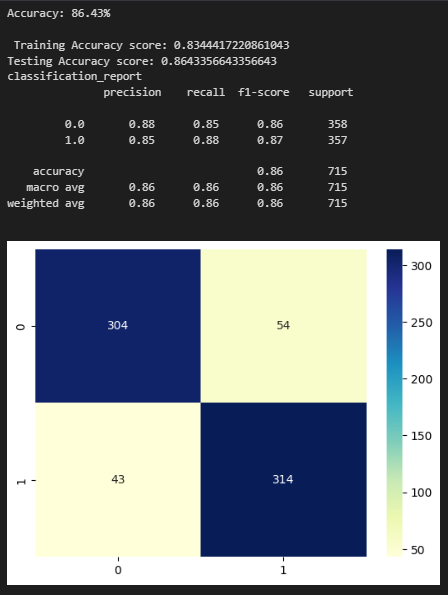 Accuracy: 86.43%
Training Accuracy score: 0.8344417220861043
Testing Accuracy score: 0.8643356643356643
classification_report
precision recall f1-score support
0.0 0.88 0.85 0.86 358
1.0 0.85 0.88 0.87 357
accuracy 0.86 715
macro avg 0.86 0.86 0.86 715
weighted avg 0.86 0.86 0.86 715
300
0 304 54
250
200
150
1 43 314
100
50
0 1